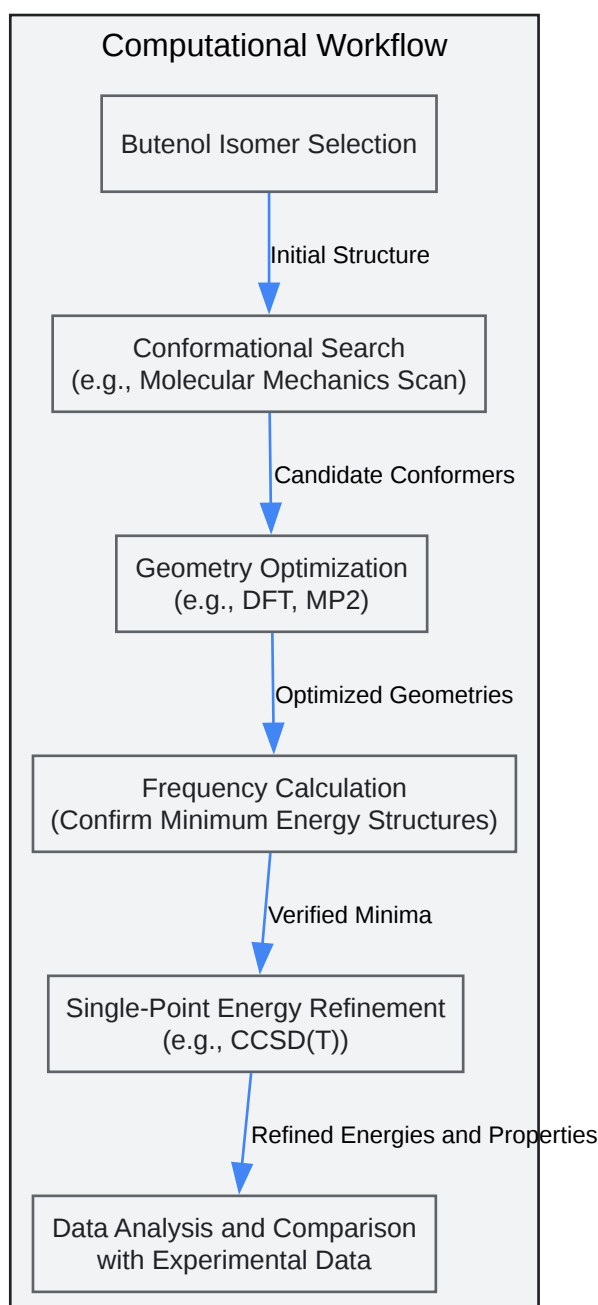 Computational Workflow
Butenol Isomer Selection
Initial Structure
Conformational Search
(e.g., Molecular Mechanics Scan)
Candidate Conformers
Geometry Optimization
(e.g., DFT, MP2)
Optimized Geometries
Frequency Calculation
(Confirm Minimum Energy Structures)
Verified Minima
Single-Point Energy Refinement
(e.g., CCSD(T))
Refined Energies and Properties
Data Analysis and Comparison
with Experimental Data